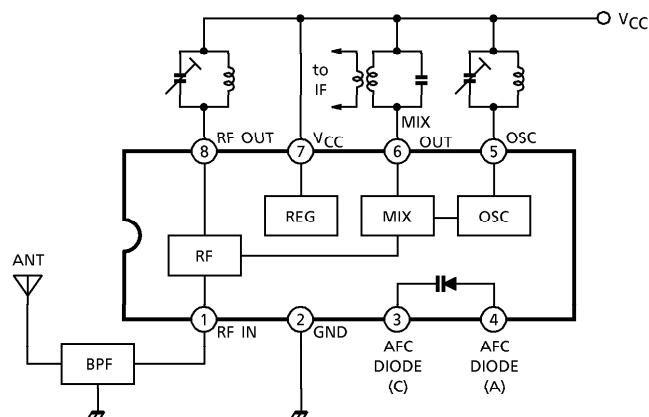 VCC
to
IF
MIX
8
RF OUT
7
VCC
6
OUT
5
OSC
REG
MIX
OSC
RF
ANT
1
RF IN
2
GND
3
4
BPF
AFC
DIODE
(C)
AFC
DIODE
(A)